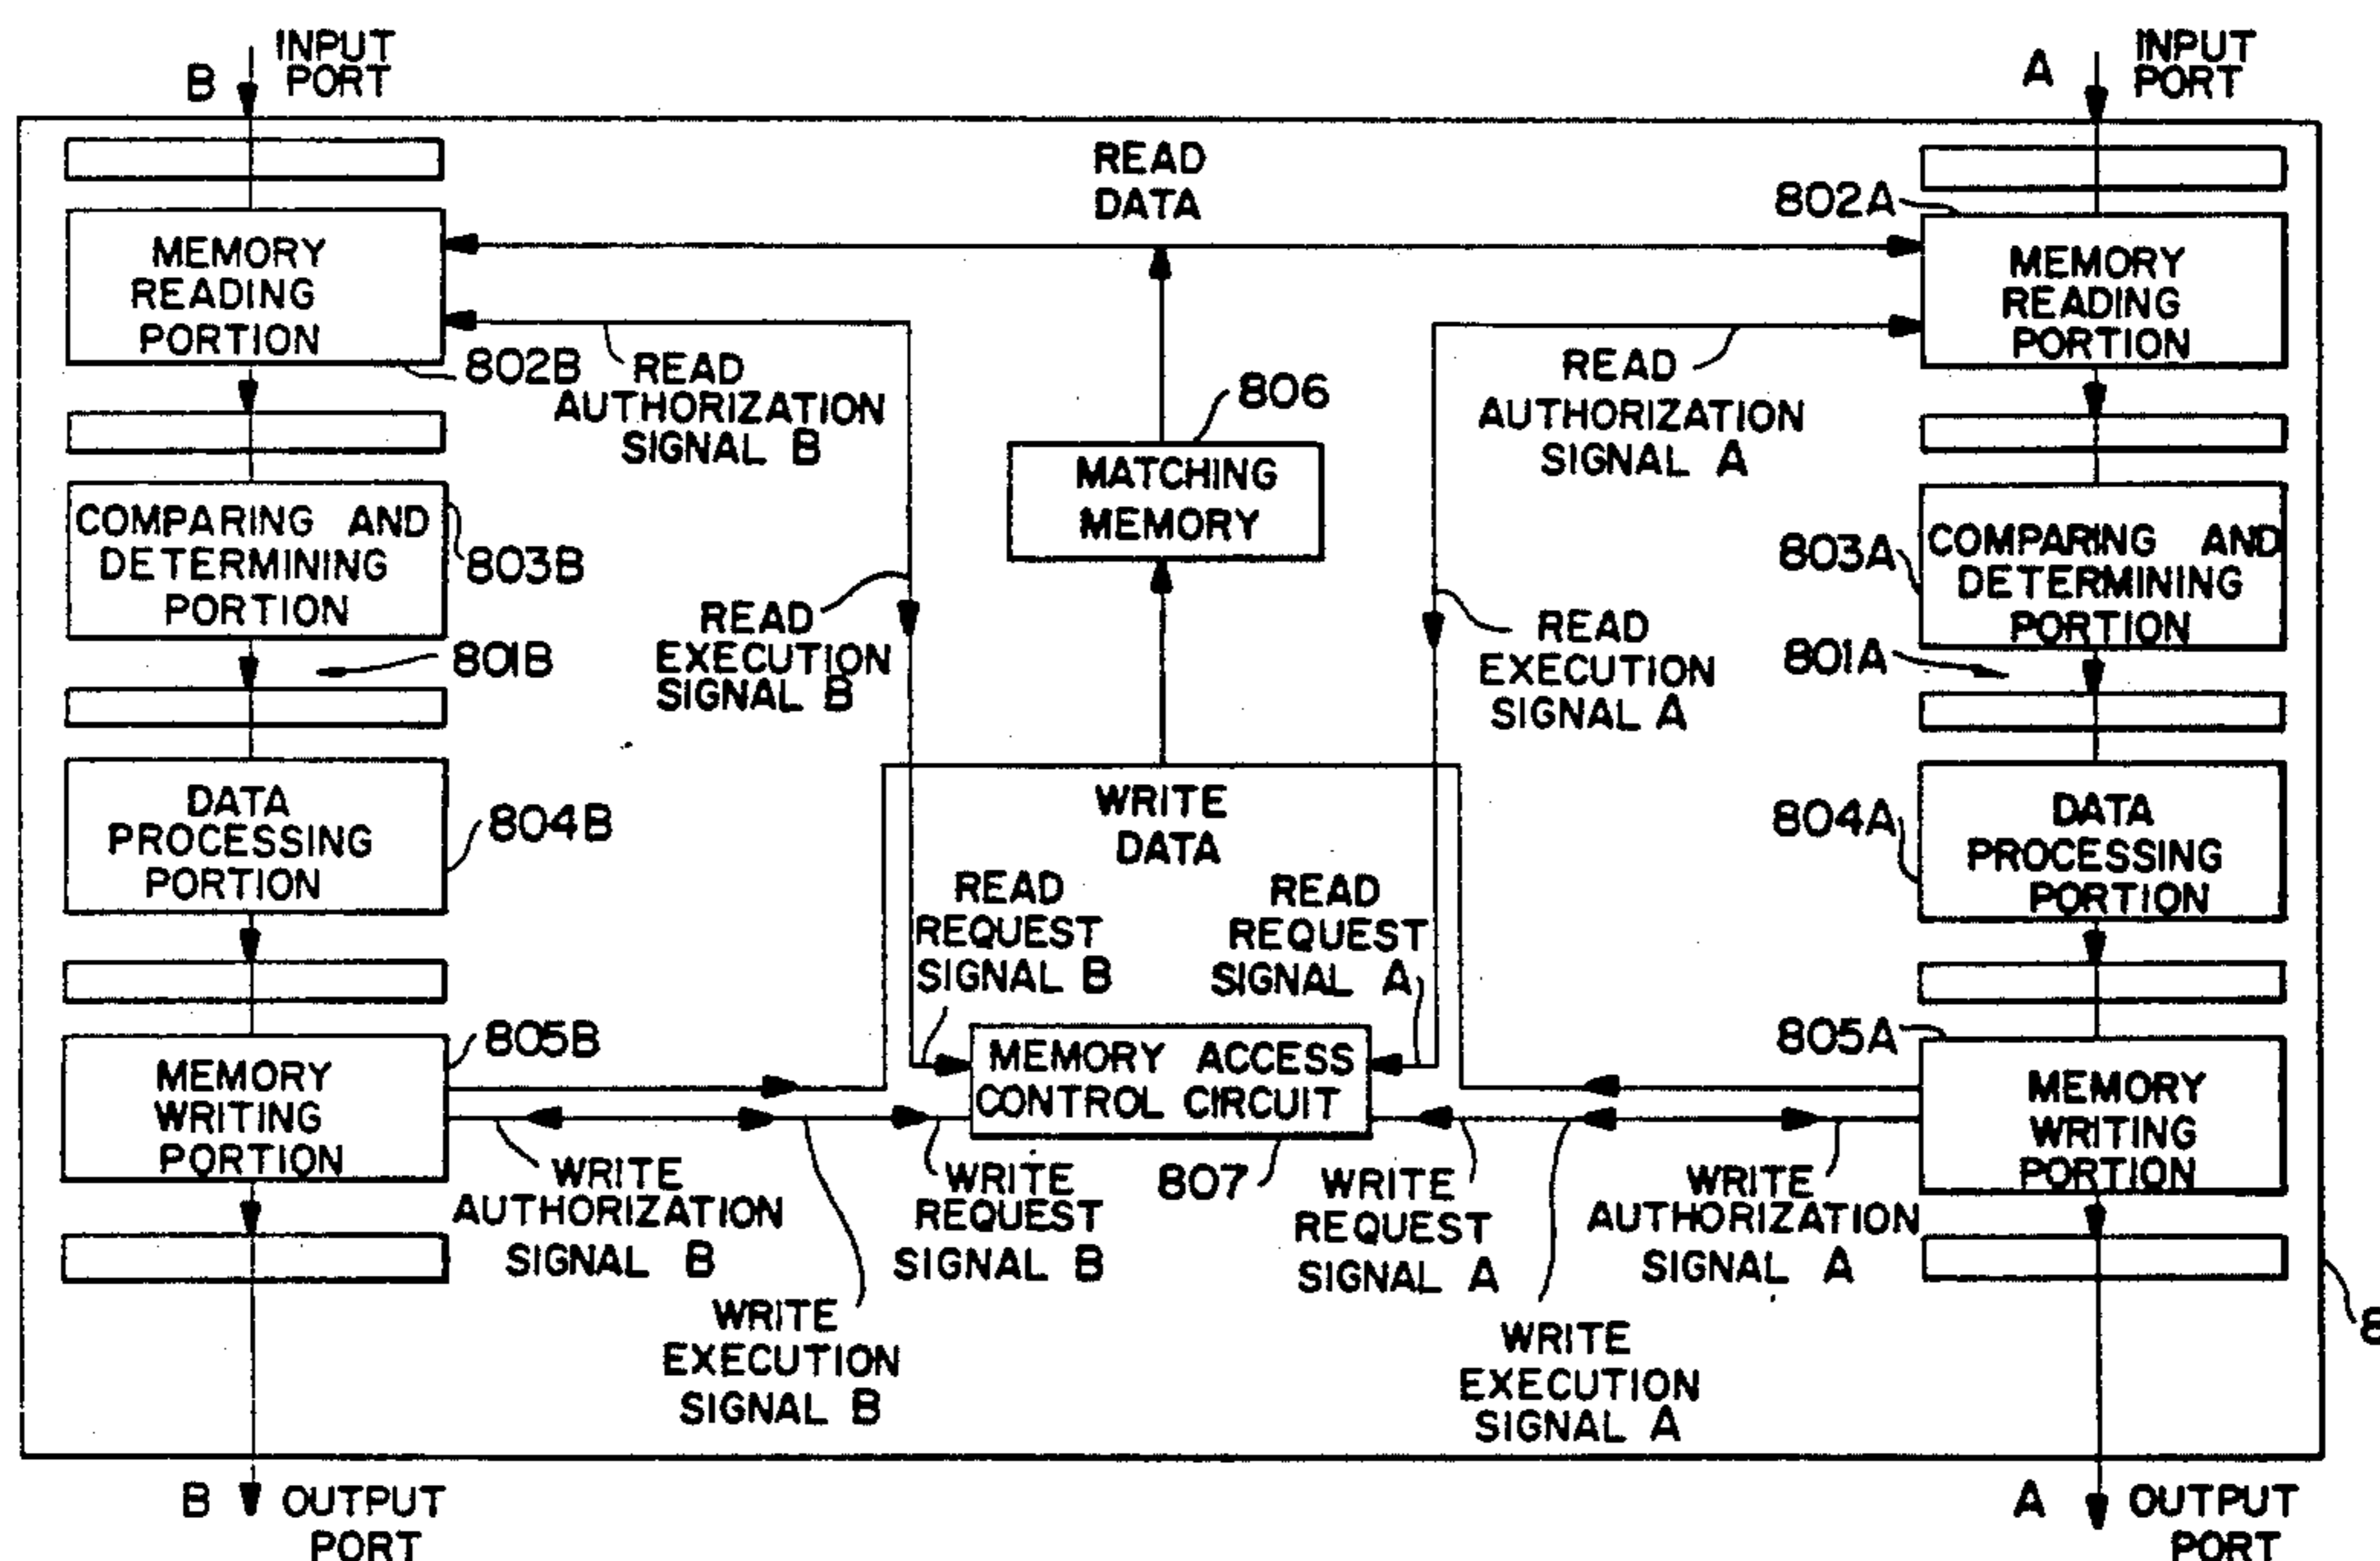 B
INPUT
PORT
A
INPUT
PORT
READ
DATA
802A
MEMORY
READING
PORTION
802B
MEMORY
READING
PORTION
READ
AUTHORIZATION
SIGNAL B
806
READ
AUTHORIZATION
SIGNAL A
MATCHING
MEMORY
COMPARING AND
DETERMINING
PORTION
803B
803A
COMPARING AND
DETERMINING
PORTION
801B
READ
EXECUTION
SIGNAL B
READ
EXECUTION
SIGNAL A
801A
DATA
PROCESSING
PORTION
804B
WRITE
DATA
804A
DATA
PROCESSING
PORTION
READ
REQUEST
SIGNAL B
READ
REQUEST
SIGNAL A
805B
MEMORY
WRITING
PORTION
MEMORY ACCESS
CONTROL CIRCUIT
807
805A
MEMORY
WRITING
PORTION
WRITE
AUTHORIZATION
SIGNAL B
WRITE
REQUEST
SIGNAL B
WRITE
REQUEST
SIGNAL A
WRITE
AUTHORIZATION
SIGNAL A
WRITE
EXECUTION
SIGNAL B
WRITE
EXECUTION
SIGNAL A
B
OUTPUT
PORT
A
OUTPUT
PORT